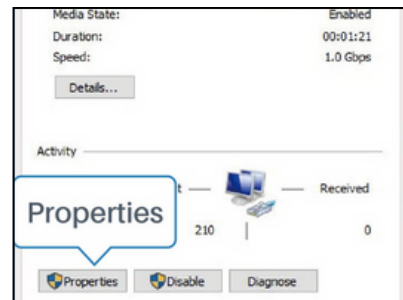 Media State: Enabled
Duration: 00:01:21
Speed: 1.0 Gbps
Details...
Activity
Received
Properties
210 0
Properties Disable Diagnose